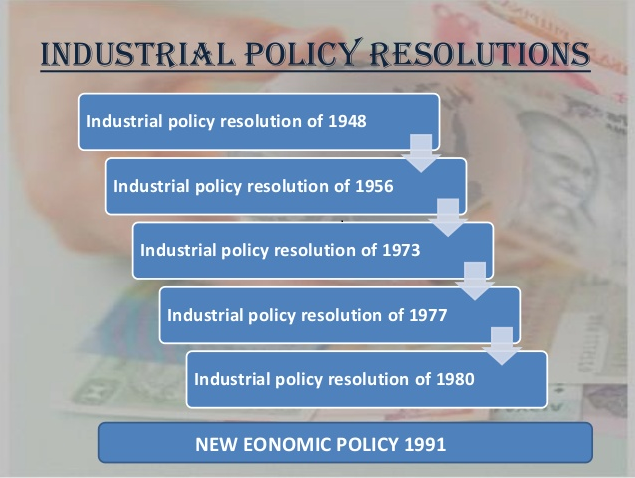 INDUSTRIAL POLICY RESOLUTIONS
Industrial policy resolution of 1948
Industrial policy resolution of 1956
Industrial policy resolution of 1973
Industrial policy resolution of 1977
Industrial policy resolution of 1980
NEW EONOMIC POLICY 1991